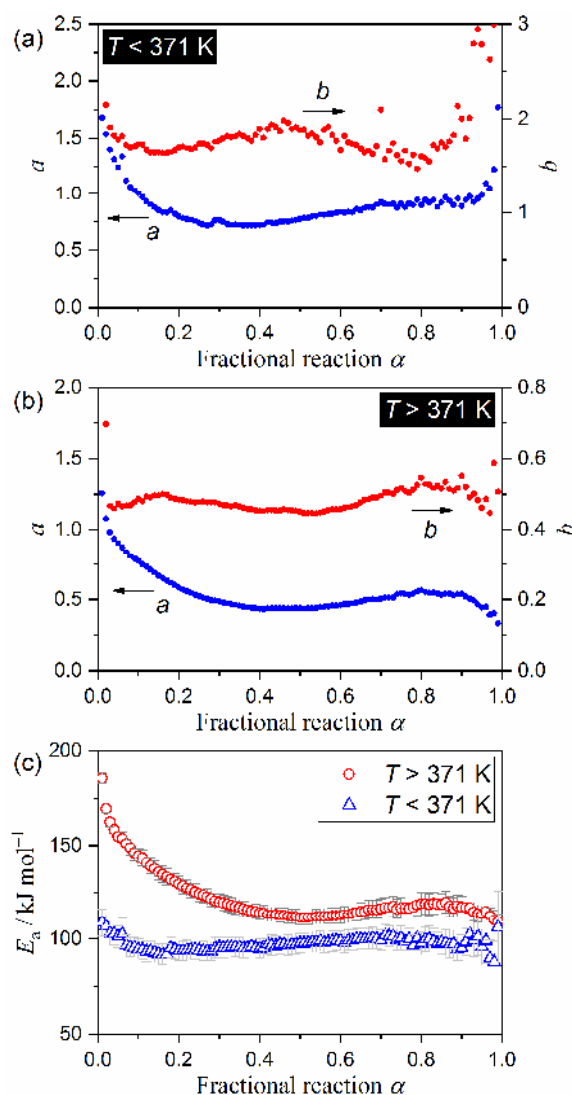 (a)
T < 371 K
2.5
2.0
1.5
1.0
0.5
0.0
a
3
2
1
0
b
b
a
0.0 0.2 0.4 0.6 0.8 1.0
Fractional reaction α
(b)
T > 371 K
2.0
1.5
1.0
0.5
0.0
a
0.8
0.6
0.4
0.2
0.0
b
b
a
0.0 0.2 0.4 0.6 0.8 1.0
Fractional reaction α
(c)
200
150
100
50
Eₐ / kJ mol⁻¹
T > 371 K
T < 371 K
0.0 0.2 0.4 0.6 0.8 1.0
Fractional reaction α